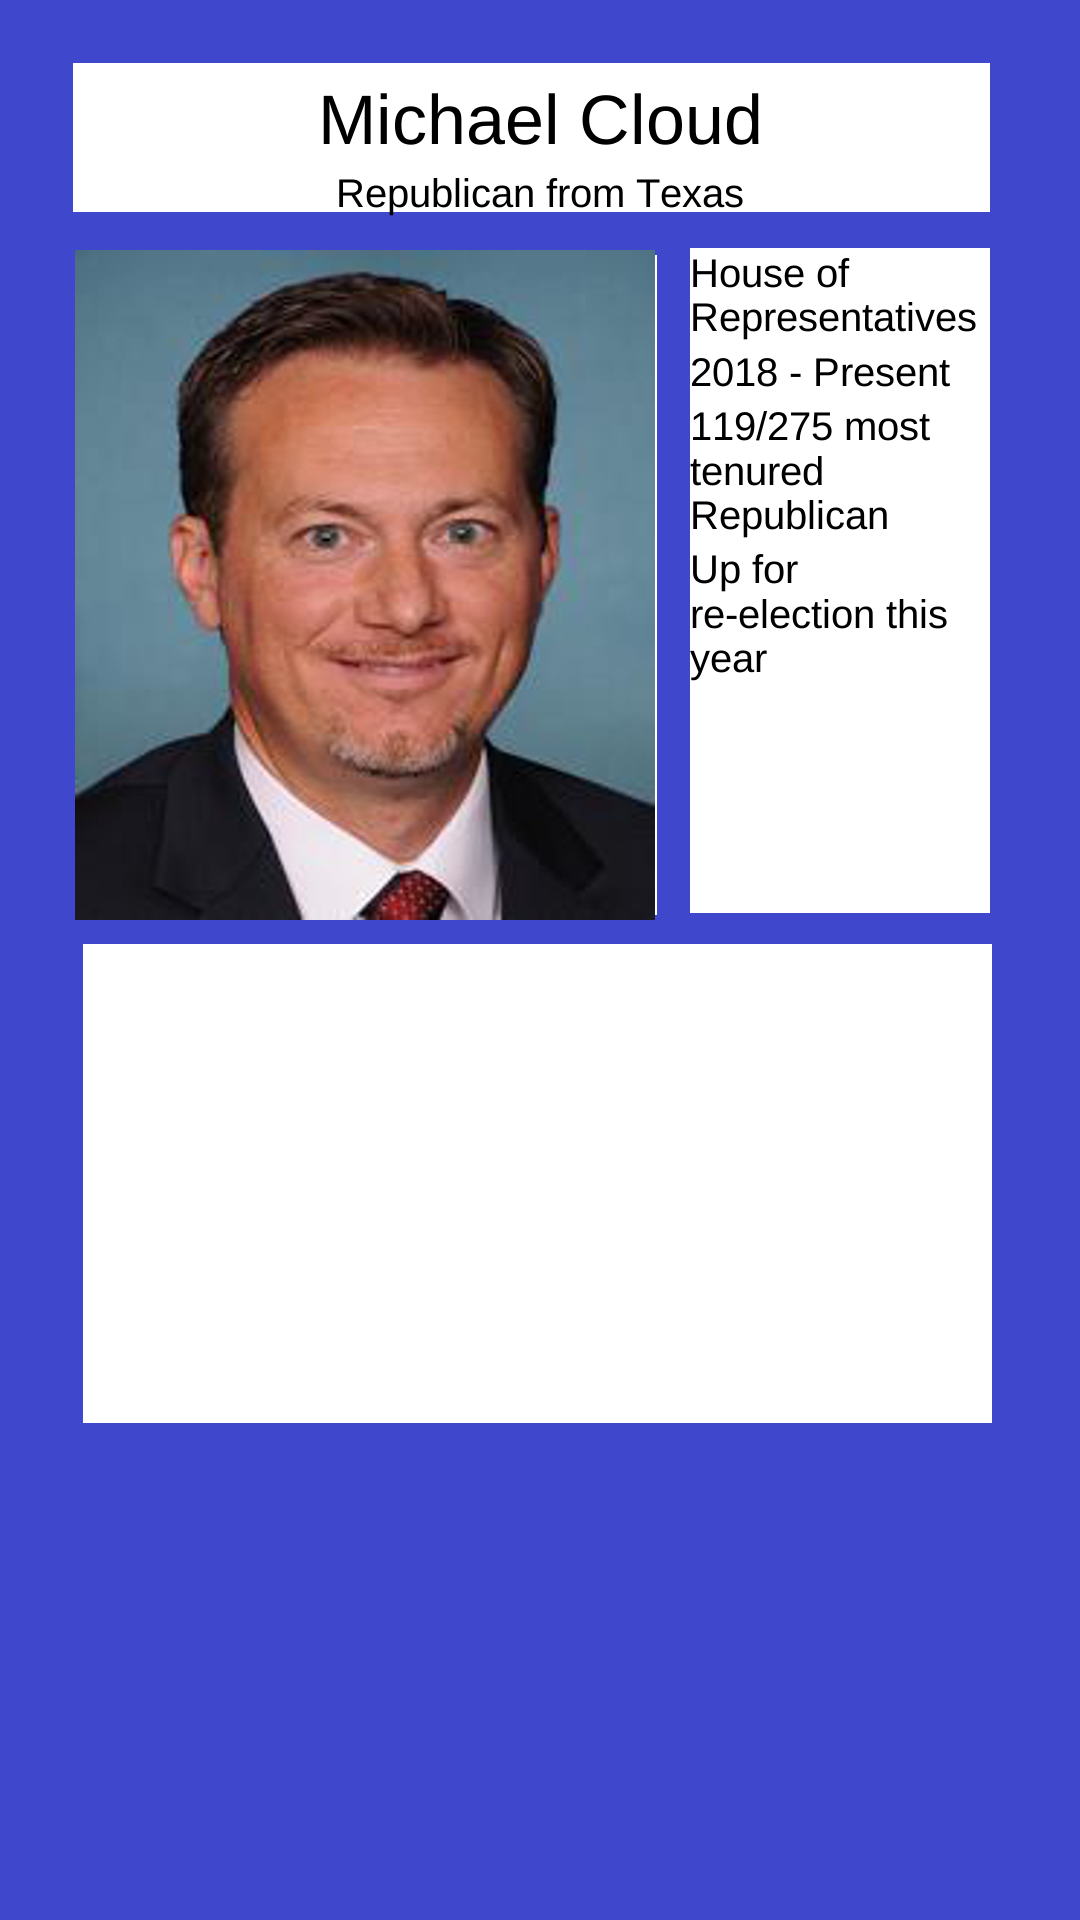 Michael Cloud
Republican from Texas
House of
Representatives
2018 - Present
119/275 most
tenured
Republican
Up for
re-election this
year